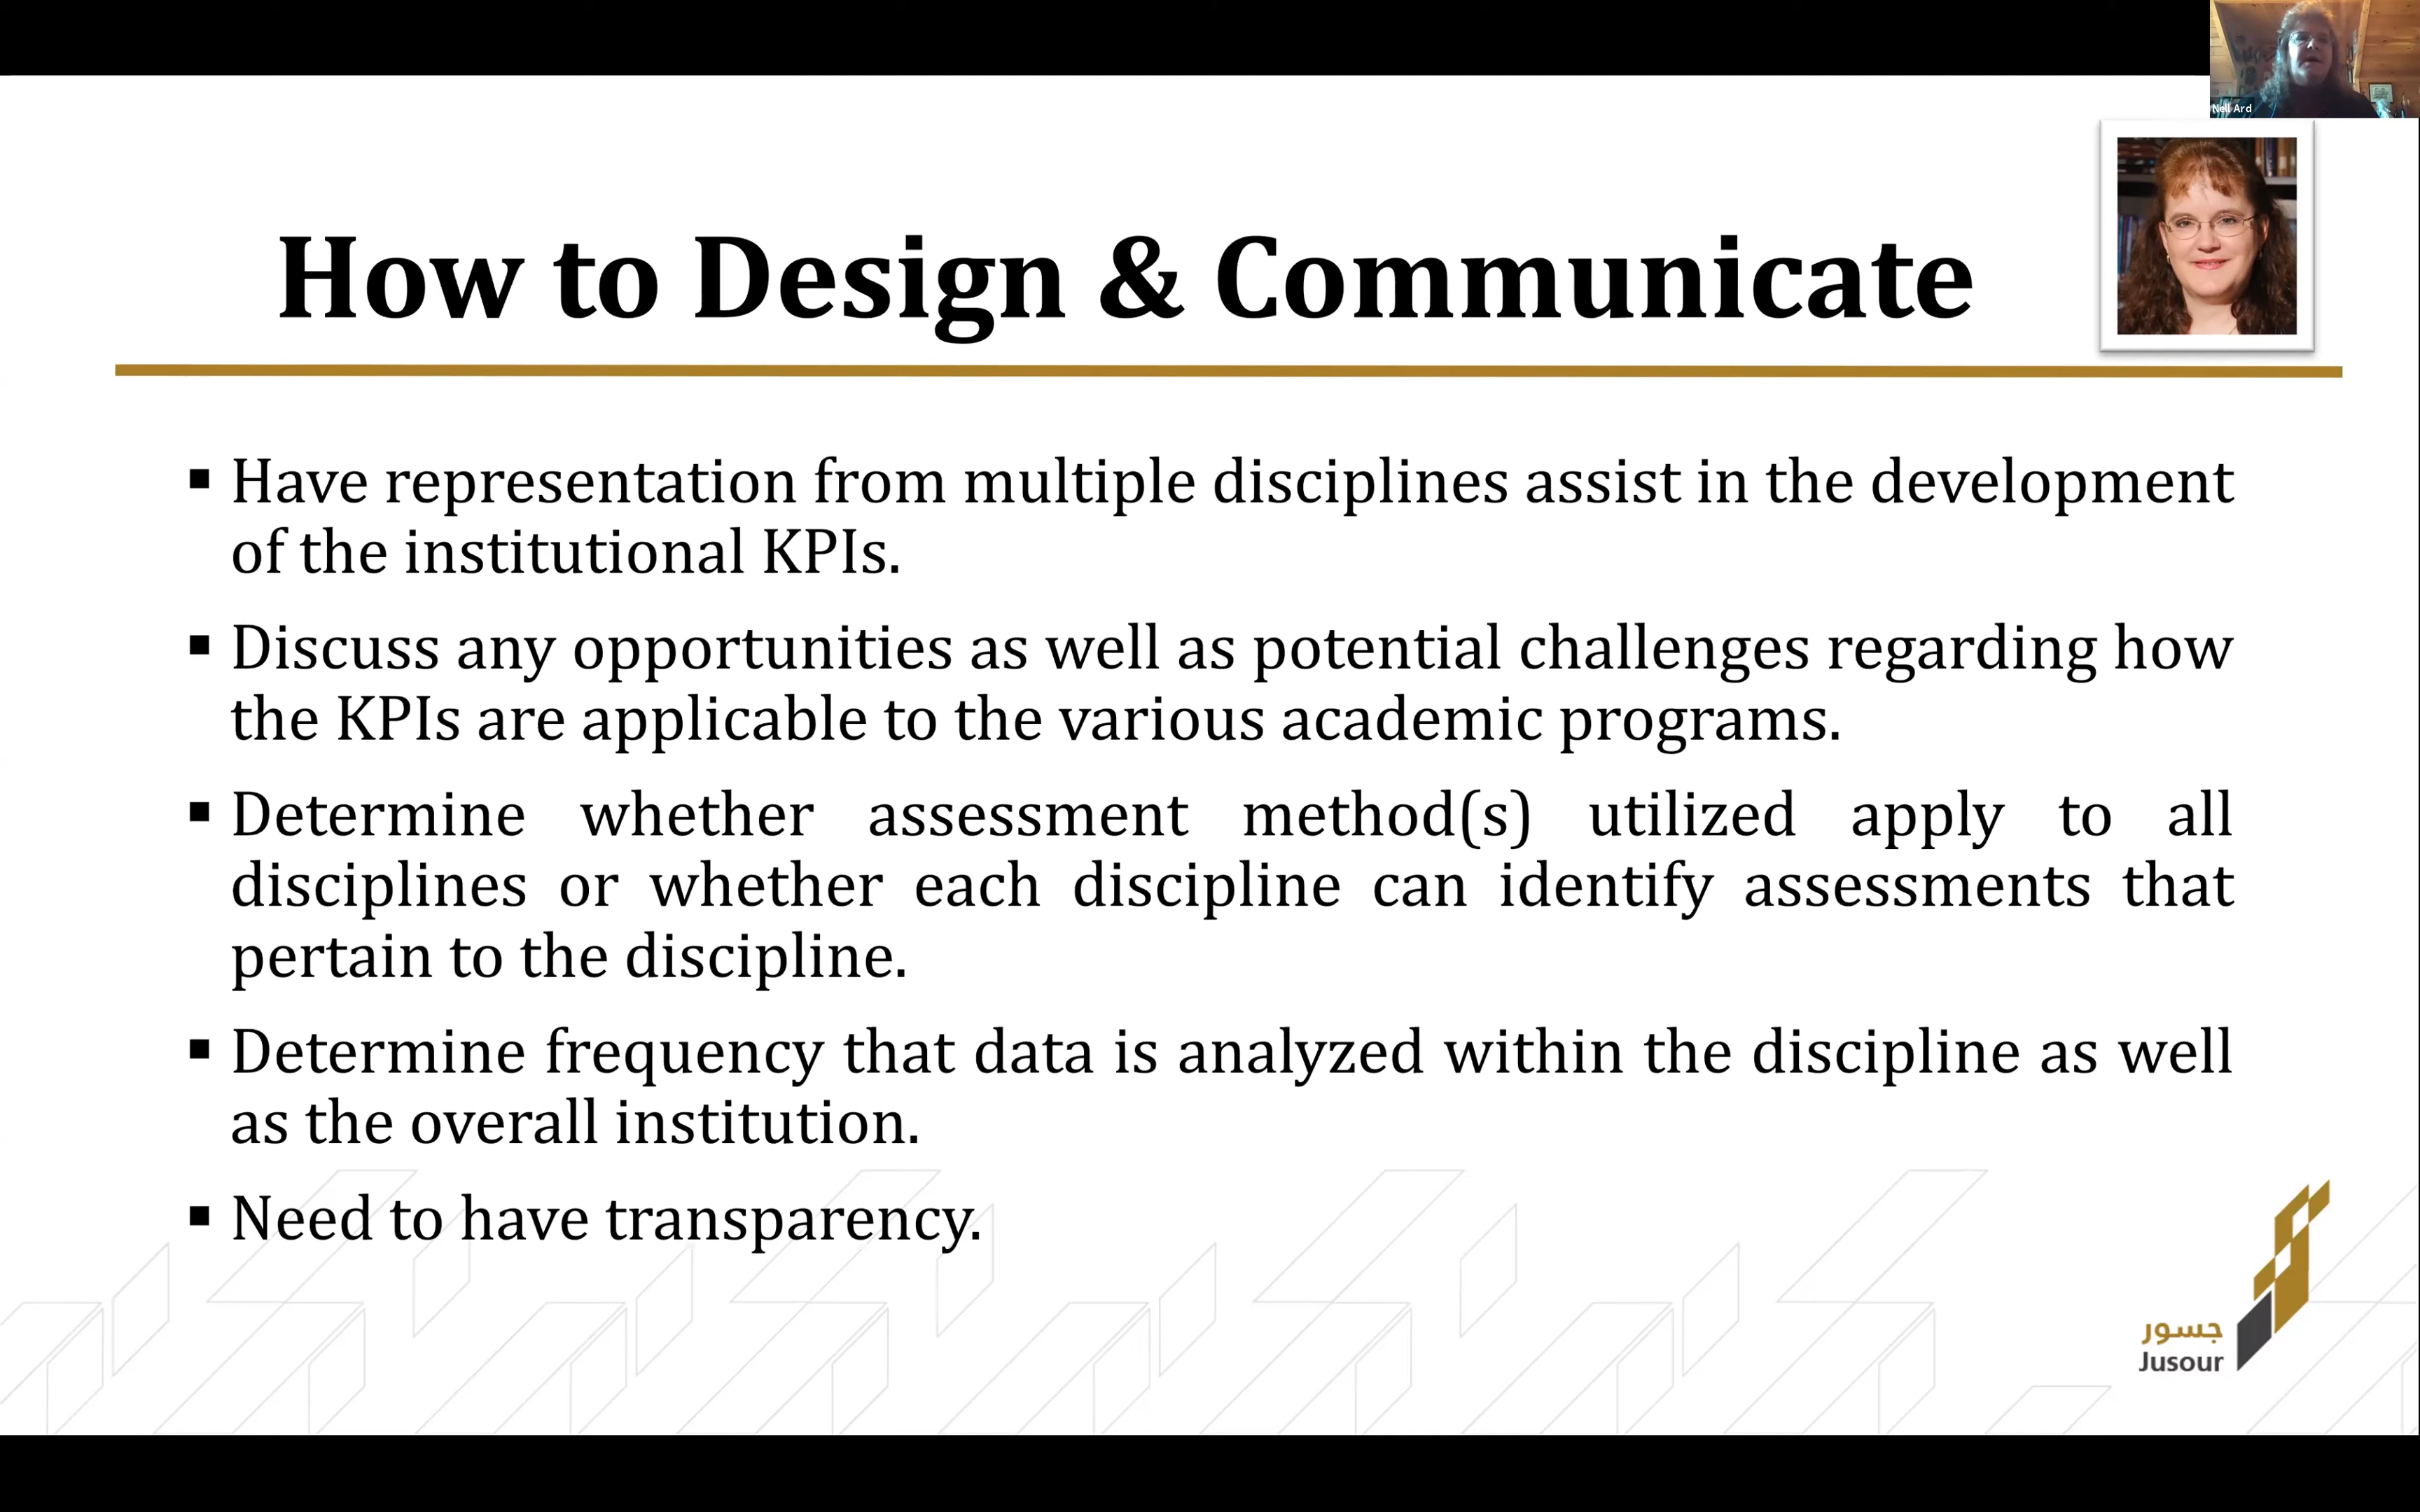 Nell Ard
How to Design & Communicate
▪ Have representation from multiple disciplines assist in the development
of the institutional KPIs.
▪ Discuss any opportunities as well as potential challenges regarding how
the KPIs are applicable to the various academic programs.
▪ Determine whether assessment method(s) utilized apply to all
disciplines or whether each discipline can identify assessments that
pertain to the discipline.
▪ Determine frequency that data is analyzed within the discipline as well
as the overall institution.
▪ Need to have transparency.
جسور
Jusour